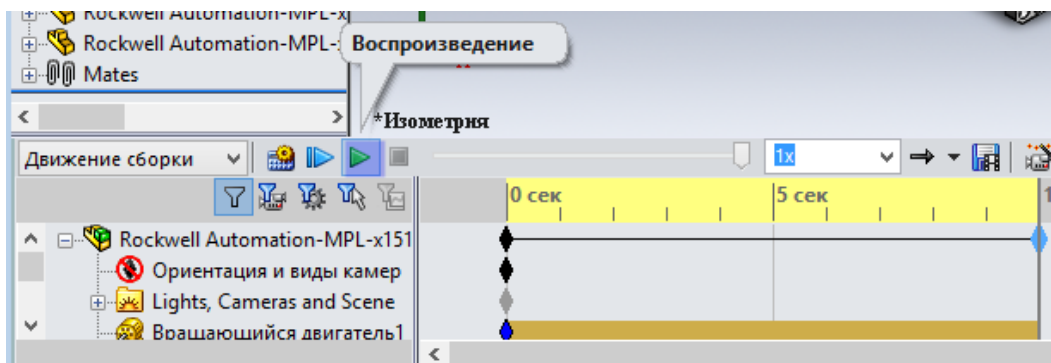 Rockwell Automation-MPL-x
Rockwell Automation-MPL-
Воспроизведение
Mates
*Изометрия
Движение сборки
1x
0 сек
5 сек
1
Rockwell Automation-MPL-x151
Ориентация и виды камер
Lights, Cameras and Scene
Вращающийся двигатель1